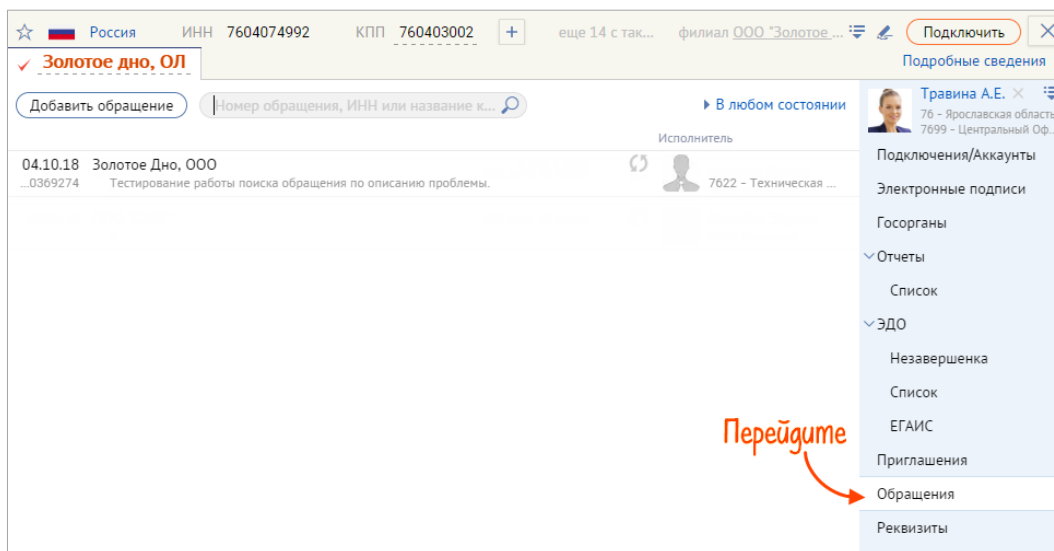 Россия ИНН 7604074992 КПП 760403002 + еще 14 с так... филиал ООО "Золотое ... Подключить
Золотое дно, ОЛ Подробные сведения
Добавить обращение Номер обращения, ИНН или название к... В любом состоянии
Травина А.Е.
76 - Ярославская область
7699 - Центральный Оф...
Исполнитель
04.10.18 Золотое Дно, ООО
...0369274 Тестирование работы поиска обращения по описанию проблемы. 7622 - Техническая ...
Подключения/Аккаунты
Электронные подписи
Госорганы
Отчеты
Список
ЭДО
Незавершенка
Список
ЕГАИС
Перейдите
Приглашения
Обращения
Реквизиты